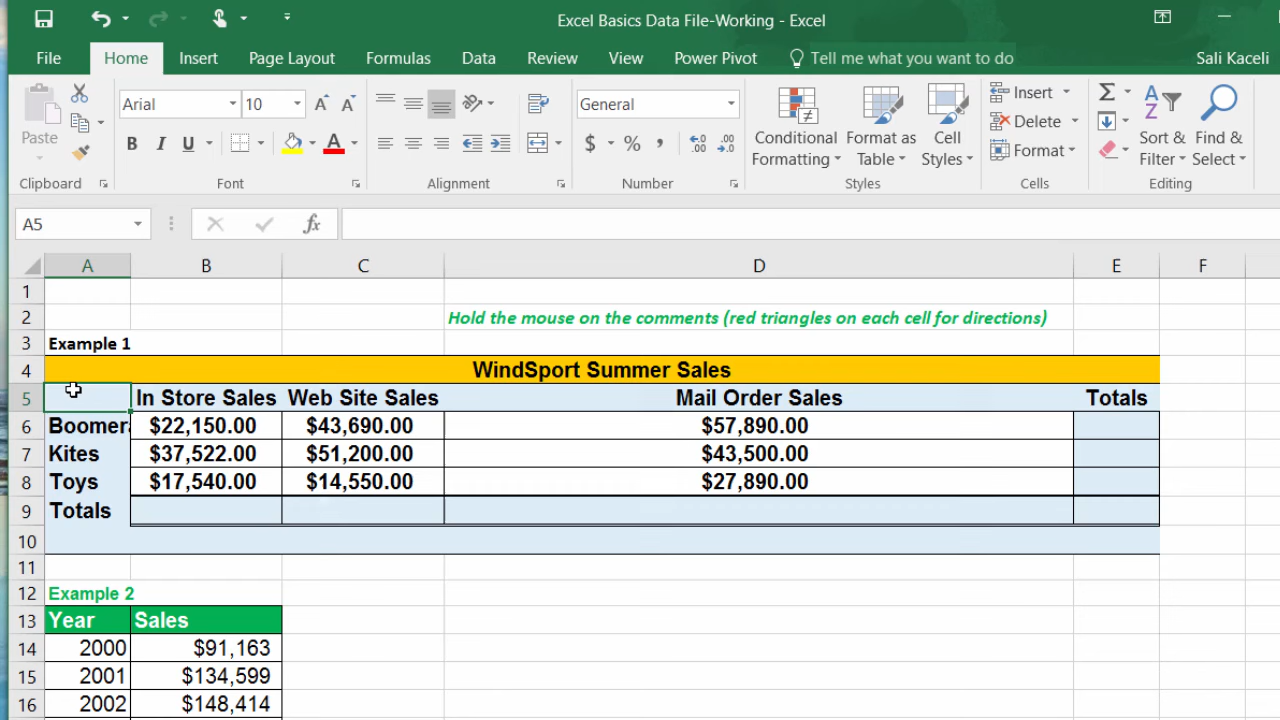 Excel Basics Data File-Working - Excel
File Home Insert Page Layout Formulas Data Review View Power Pivot Tell me what you want to do Sali Kaceli
Arial 10 General Insert
Paste Conditional Formatting Format as Table Cell Styles Delete Sort & Filter Find & Select
B I U $ % , Format
Clipboard Font Alignment Number Styles Cells Editing
A5 fx
A B C D E F
1
2 Hold the mouse on the comments (red triangles on each cell for directions)
3 Example 1
4 WindSport Summer Sales
5 In Store Sales Web Site Sales Mail Order Sales Totals
6 Boomera $22,150.00 $43,690.00 $57,890.00
7 Kites $37,522.00 $51,200.00 $43,500.00
8 Toys $17,540.00 $14,550.00 $27,890.00
9 Totals
10
11
12 Example 2
13 Year Sales
14 2000 $91,163
15 2001 $134,599
16 2002 $148,414